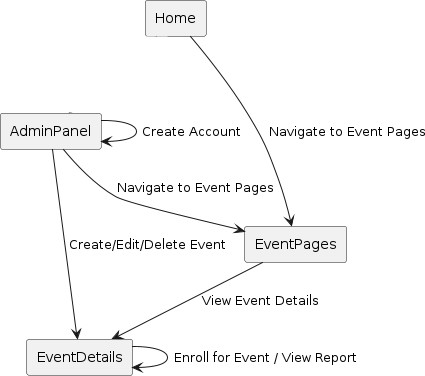 Home
AdminPanel
Create Account
Navigate to Event Pages
Navigate to Event Pages
Create/Edit/Delete Event
EventPages
View Event Details
EventDetails
Enroll for Event / View Report